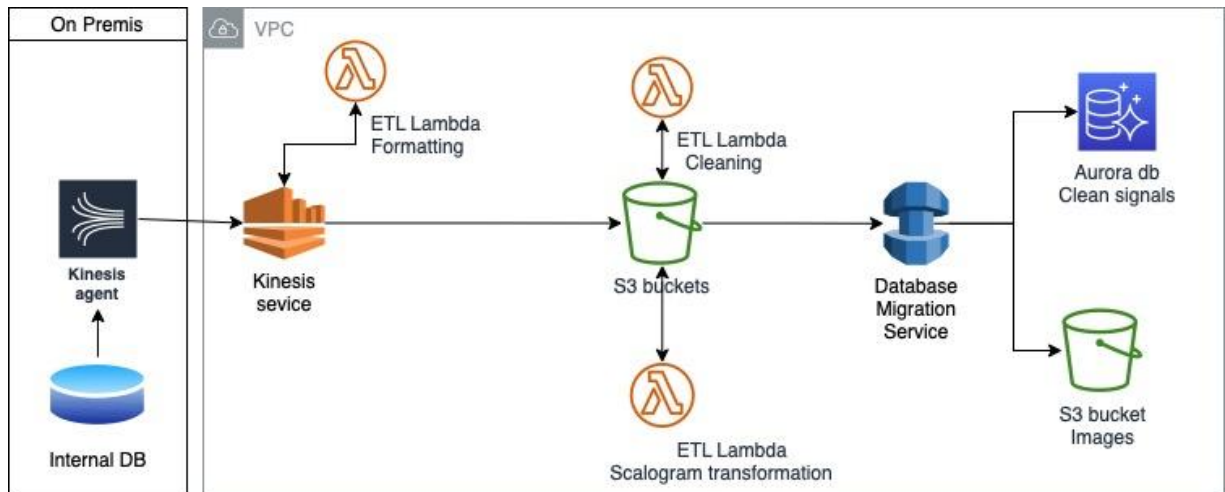 On Premis
VPC
ETL Lambda
Formatting
ETL Lambda
Cleaning
Aurora db
Clean signals
Kinesis
agent
Kinesis
sevice
S3 buckets
Database
Migration
Service
Internal DB
ETL Lambda
Scalogram transformation
S3 bucket
Images